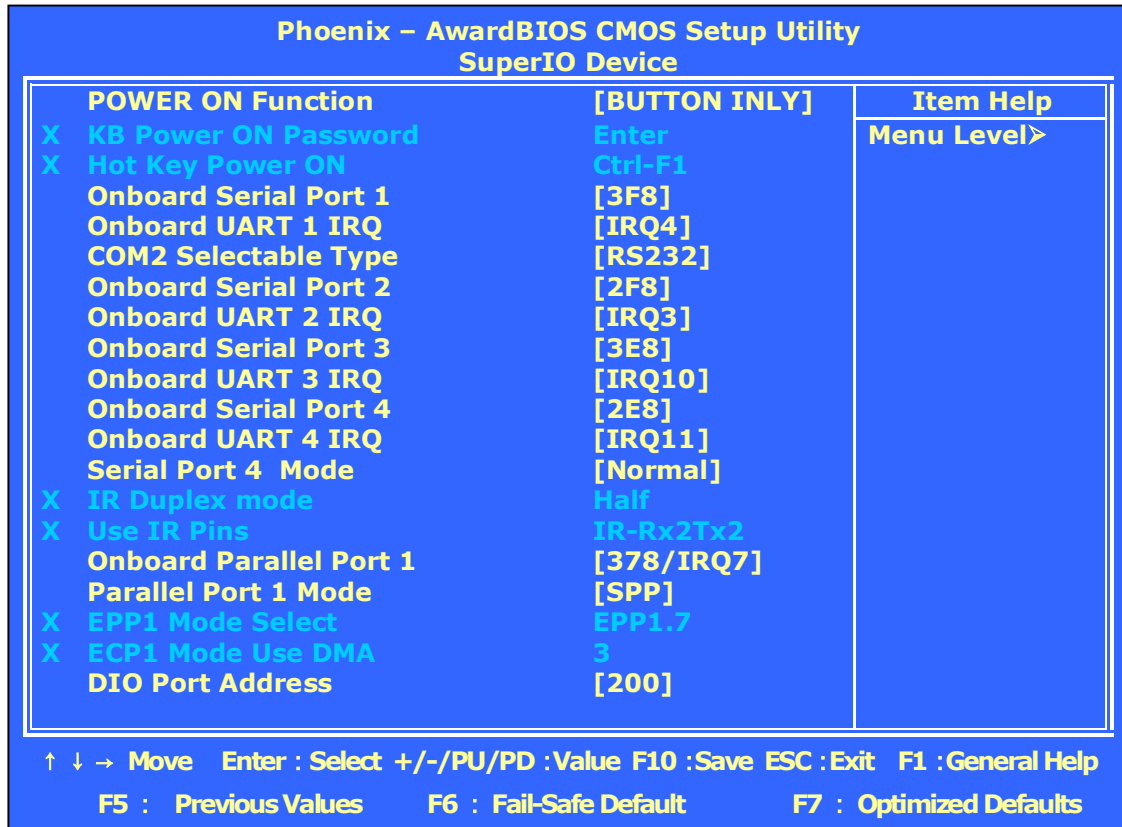 Phoenix – AwardBIOS CMOS Setup Utility
SuperIO Device
POWER ON Function [BUTTON INLY] Item Help
X KB Power ON Password Enter Menu Level➢
X Hot Key Power ON Ctrl-F1
Onboard Serial Port 1 [3F8]
Onboard UART 1 IRQ [IRQ4]
COM2 Selectable Type [RS232]
Onboard Serial Port 2 [2F8]
Onboard UART 2 IRQ [IRQ3]
Onboard Serial Port 3 [3E8]
Onboard UART 3 IRQ [IRQ10]
Onboard Serial Port 4 [2E8]
Onboard UART 4 IRQ [IRQ11]
Serial Port 4 Mode [Normal]
X IR Duplex mode Half
X Use IR Pins IR-Rx2Tx2
Onboard Parallel Port 1 [378/IRQ7]
Parallel Port 1 Mode [SPP]
X EPP1 Mode Select EPP1.7
X ECP1 Mode Use DMA 3
DIO Port Address [200]
↑ ↓ → Move Enter : Select +/-/PU/PD : Value F10 : Save ESC : Exit F1 : General Help
F5 : Previous Values F6 : Fail-Safe Default F7 : Optimized Defaults